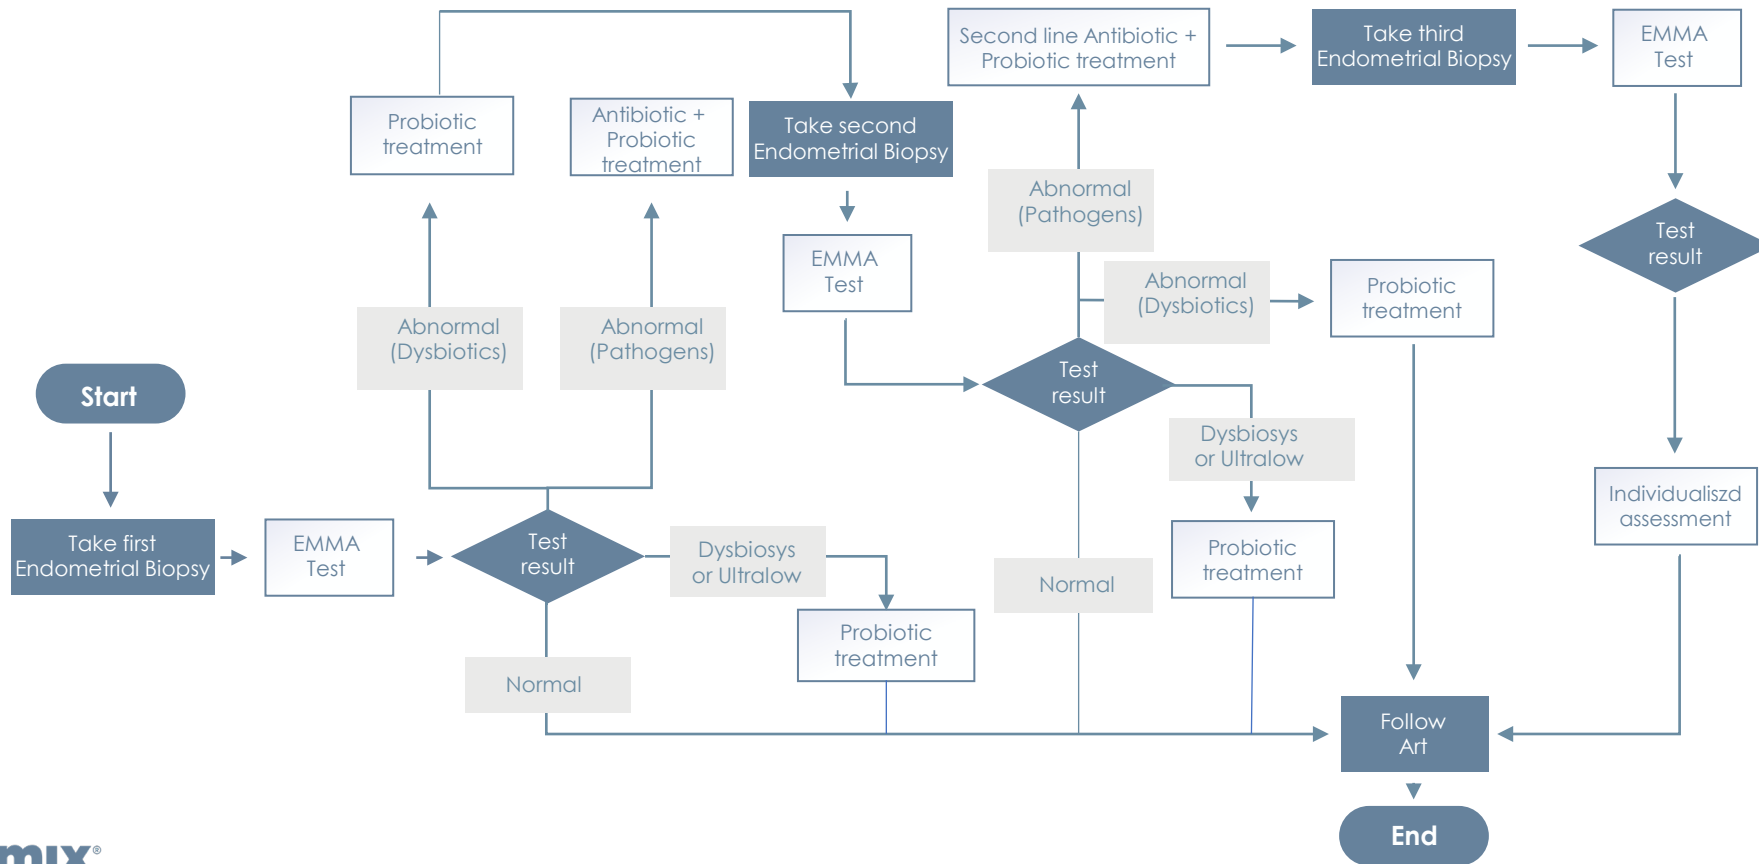 Start
Take first
Endometrial Biopsy
EMMA
Test
Test
result
Abnormal
(Dysbiotics)
Probiotic
treatment
Abnormal
(Pathogens)
Antibiotic +
Probiotic
treatment
Dysbiosys
or Ultralow
Probiotic
treatment
Normal
Take second
Endometrial Biopsy
EMMA
Test
Test
result
Abnormal
(Pathogens)
Second line Antibiotic +
Probiotic treatment
Abnormal
(Dysbiotics)
Probiotic
treatment
Dysbiosys
or Ultralow
Probiotic
treatment
Normal
Take third
Endometrial Biopsy
EMMA
Test
Test
result
Individualiszd
assessment
Follow
Art
End